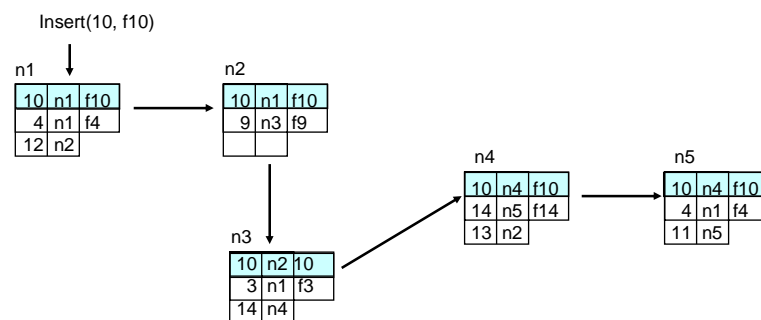 Insert(10, f10)
n1
10 n1 f10
4 n1 f4
12 n2
n2
10 n1 f10
9 n3 f9
n3
10 n2 10
3 n1 f3
14 n4
n4
10 n4 f10
14 n5 f14
13 n2
n5
10 n4 f10
4 n1 f4
11 n5